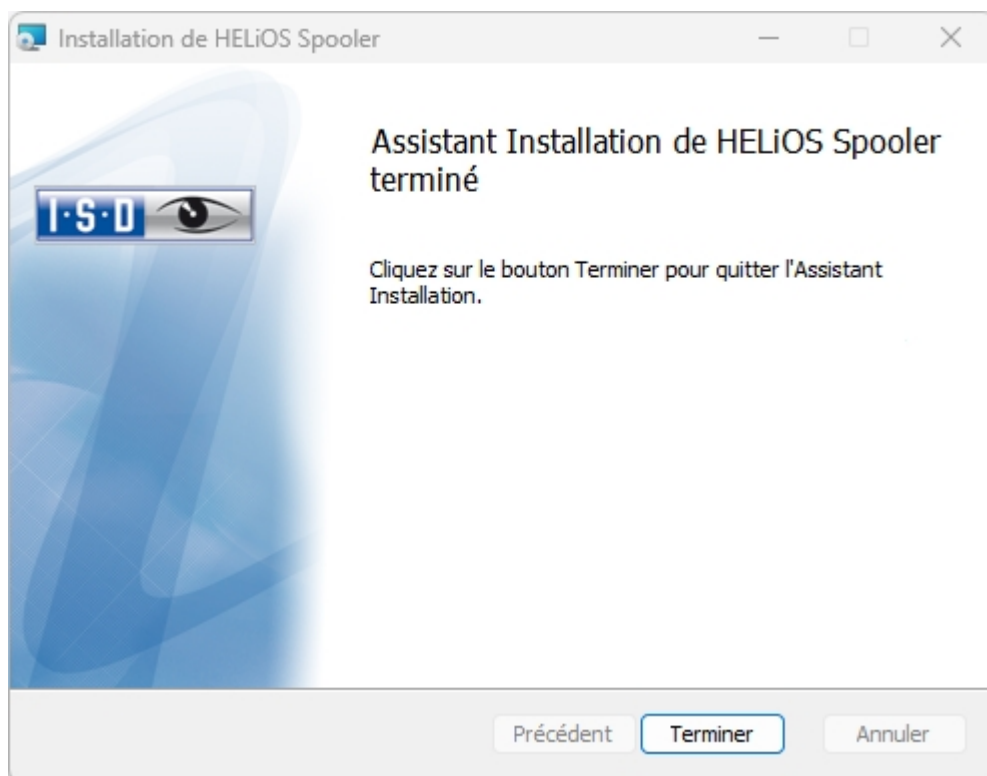 Installation de HELiOS Spooler
Assistant Installation de HELiOS Spooler
terminé
I·S·D
Cliquez sur le bouton Terminer pour quitter l'Assistant
Installation.
Précédent Terminer Annuler